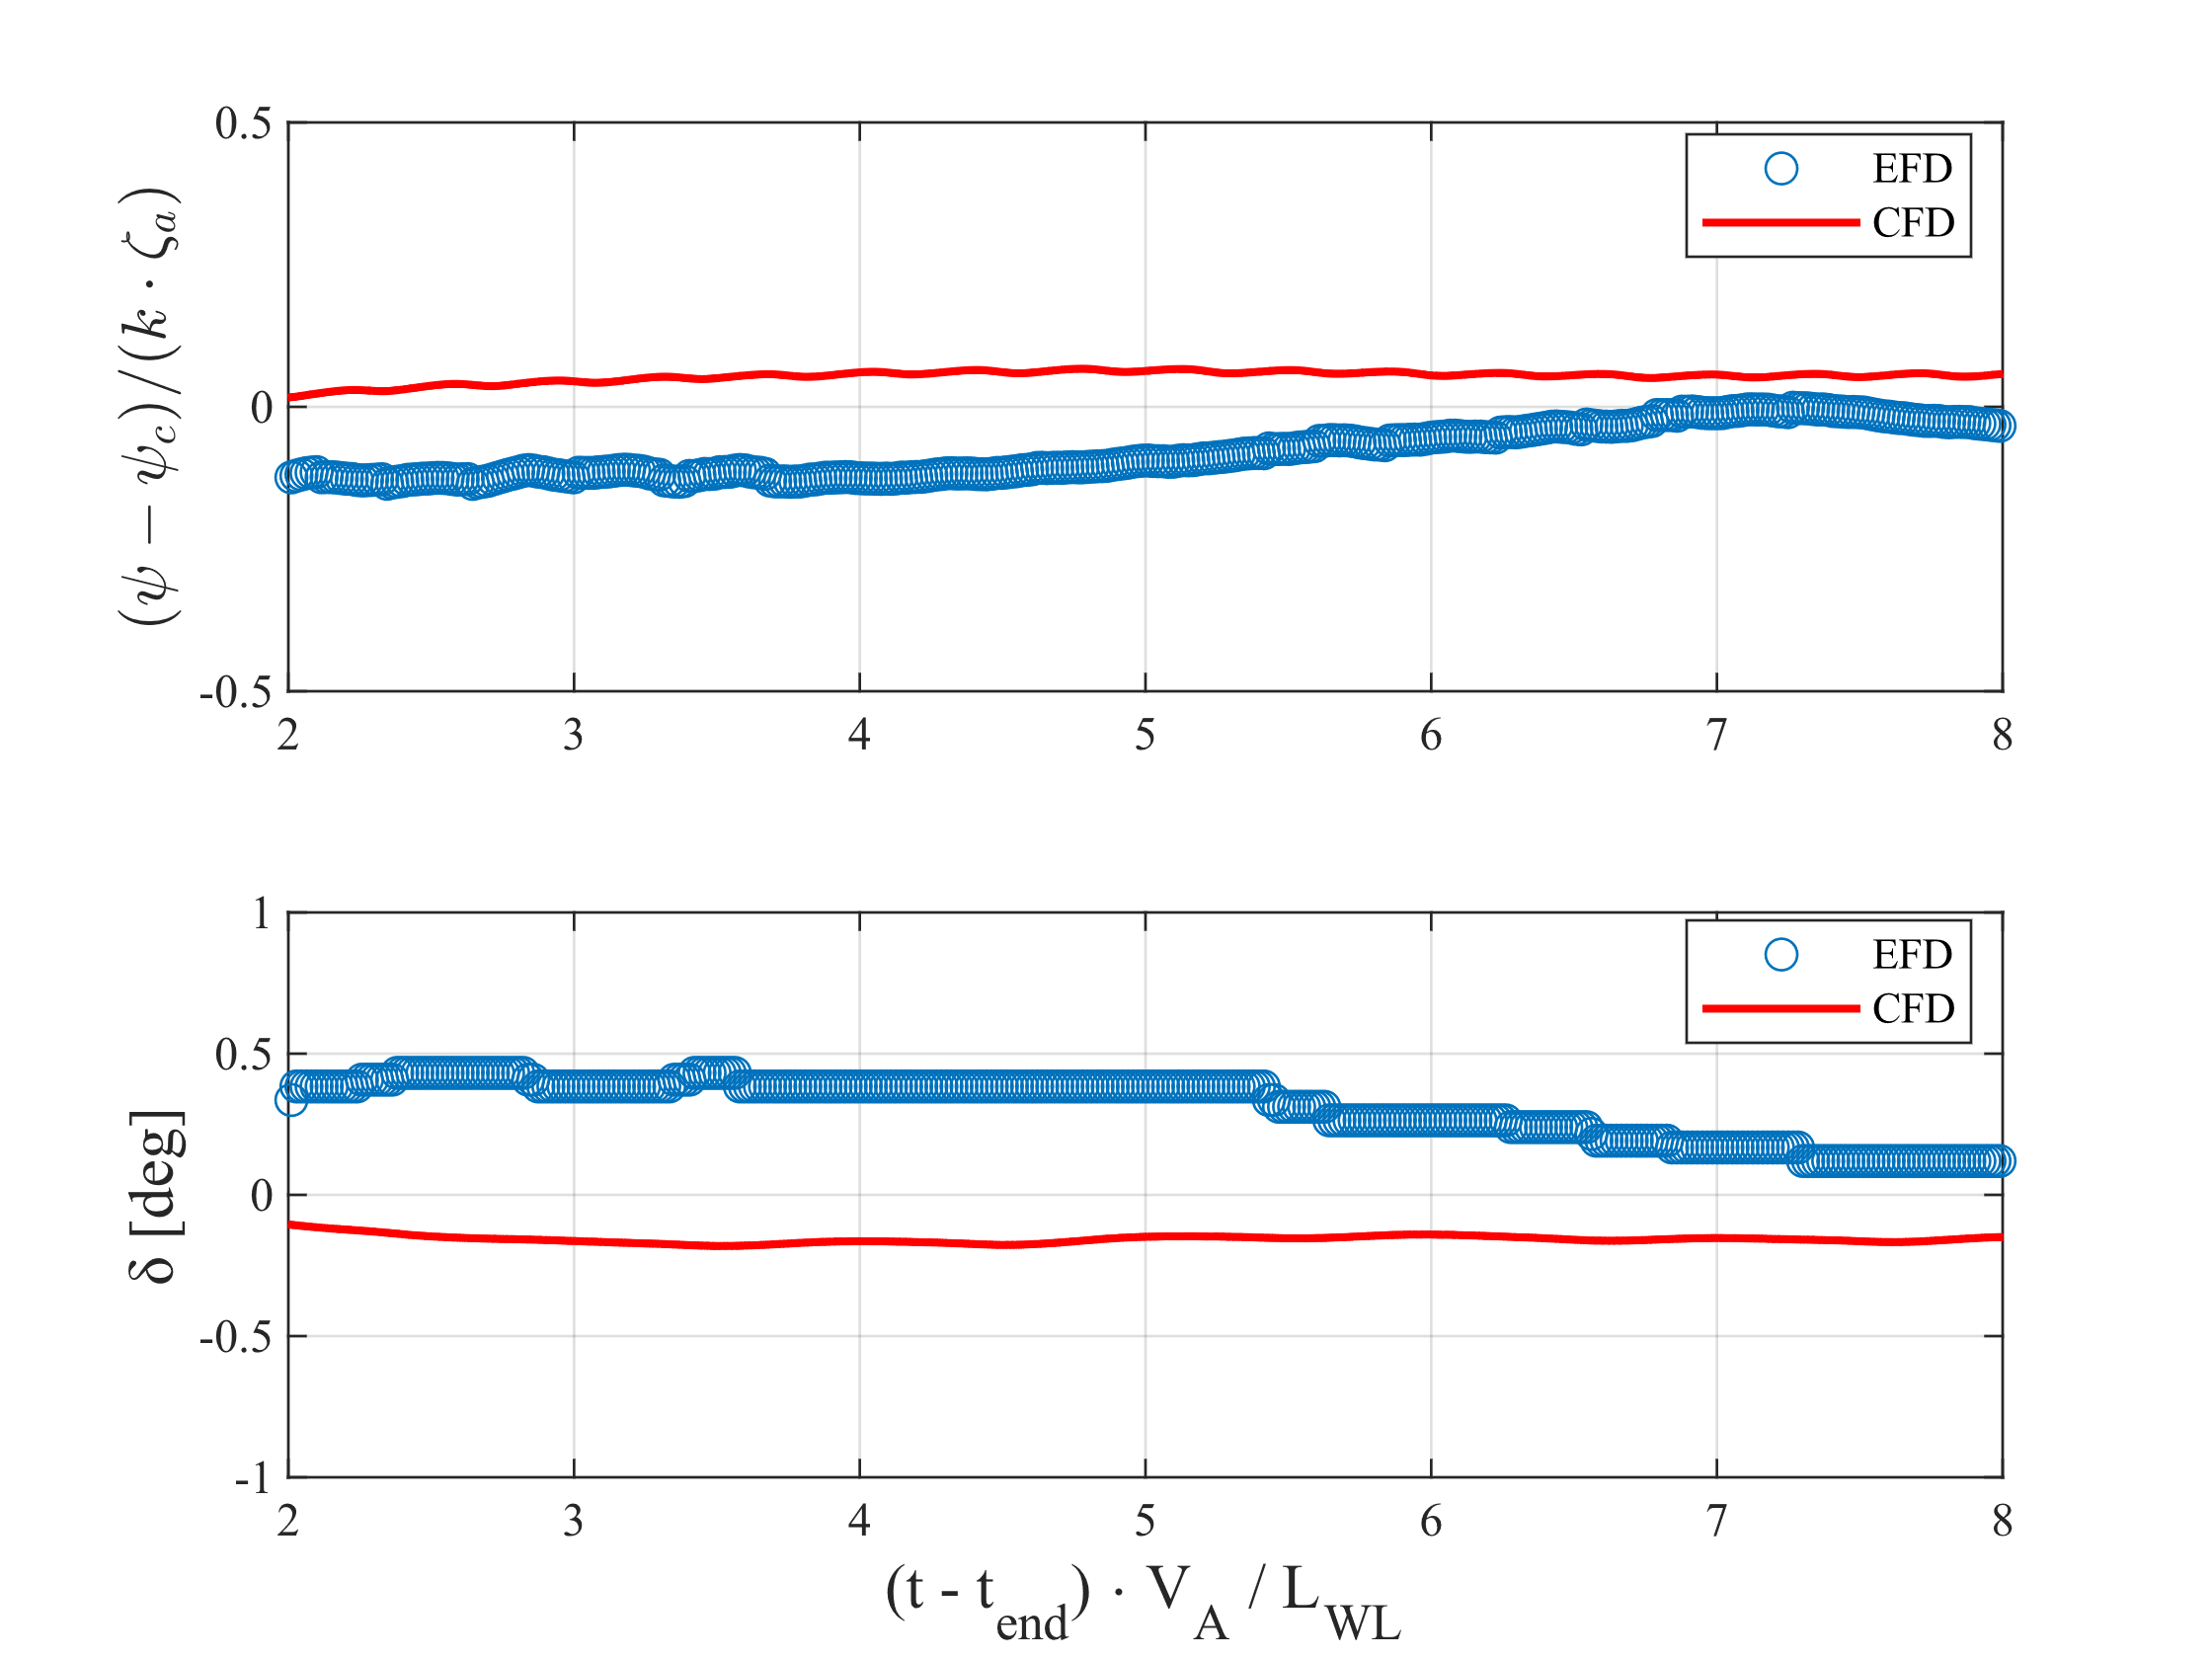 (ψ − ψc)/(k · ζa)
0.5
0
-0.5
2 3 4 5 6 7 8
EFD
CFD
δ [deg]
1
0.5
0
-0.5
-1
2 3 4 5 6 7 8
EFD
CFD
(t - tend) · VA / LWL